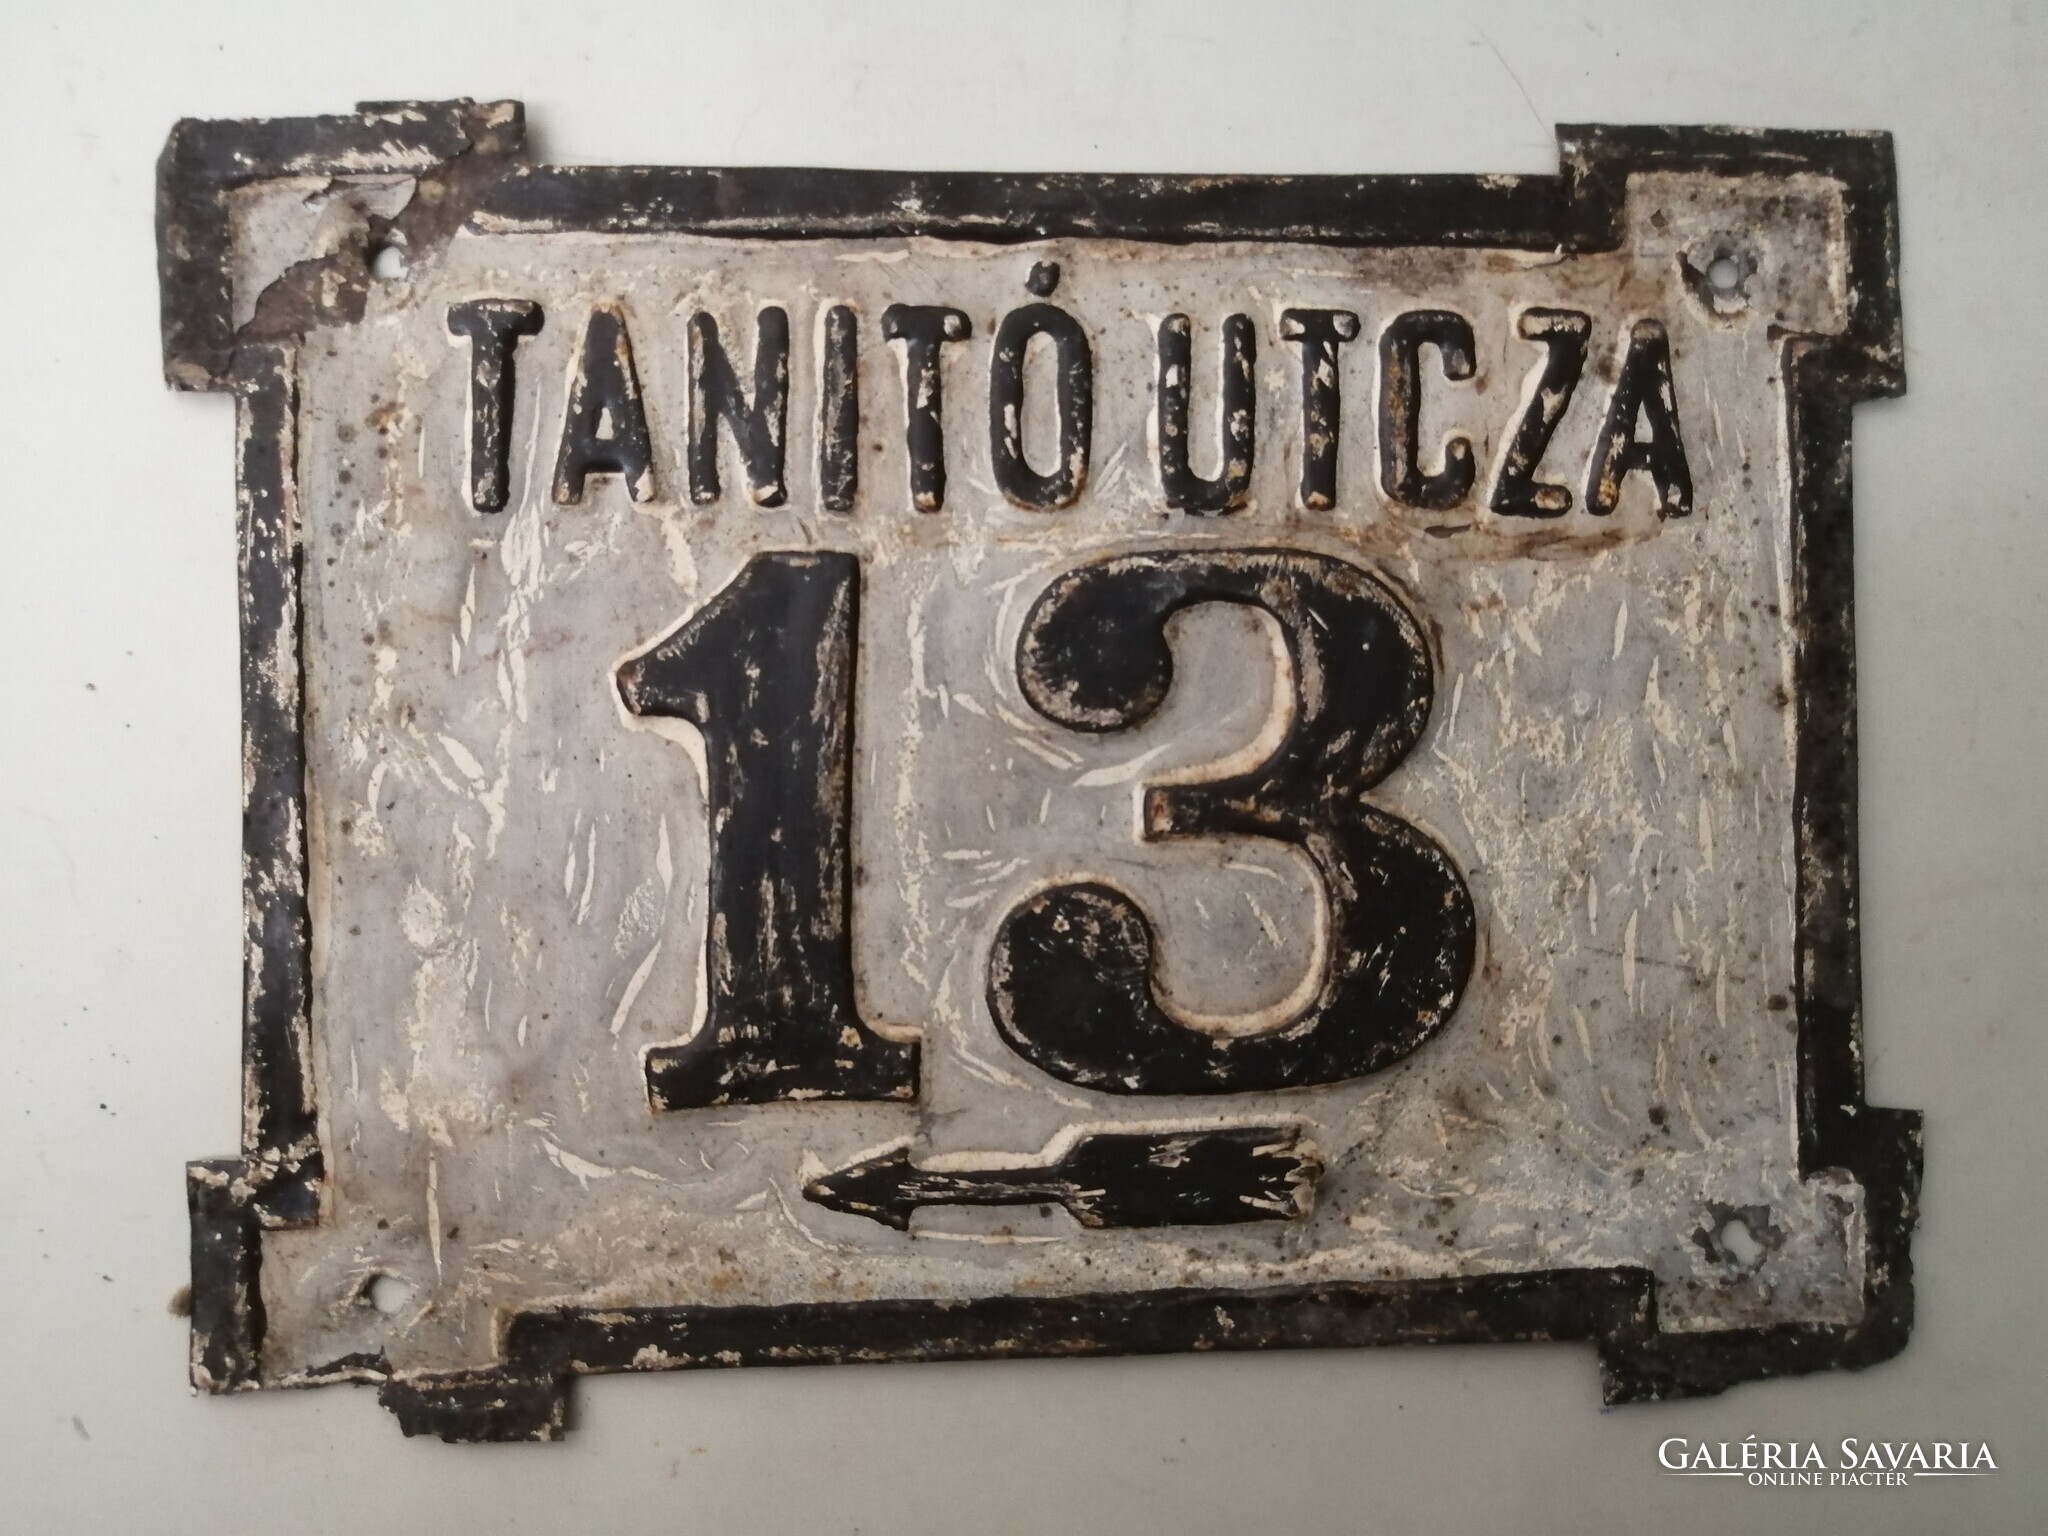 TANITÓ UTCZA
13
GALÉRIA SAVARIA
ONLINE PIACTÉR